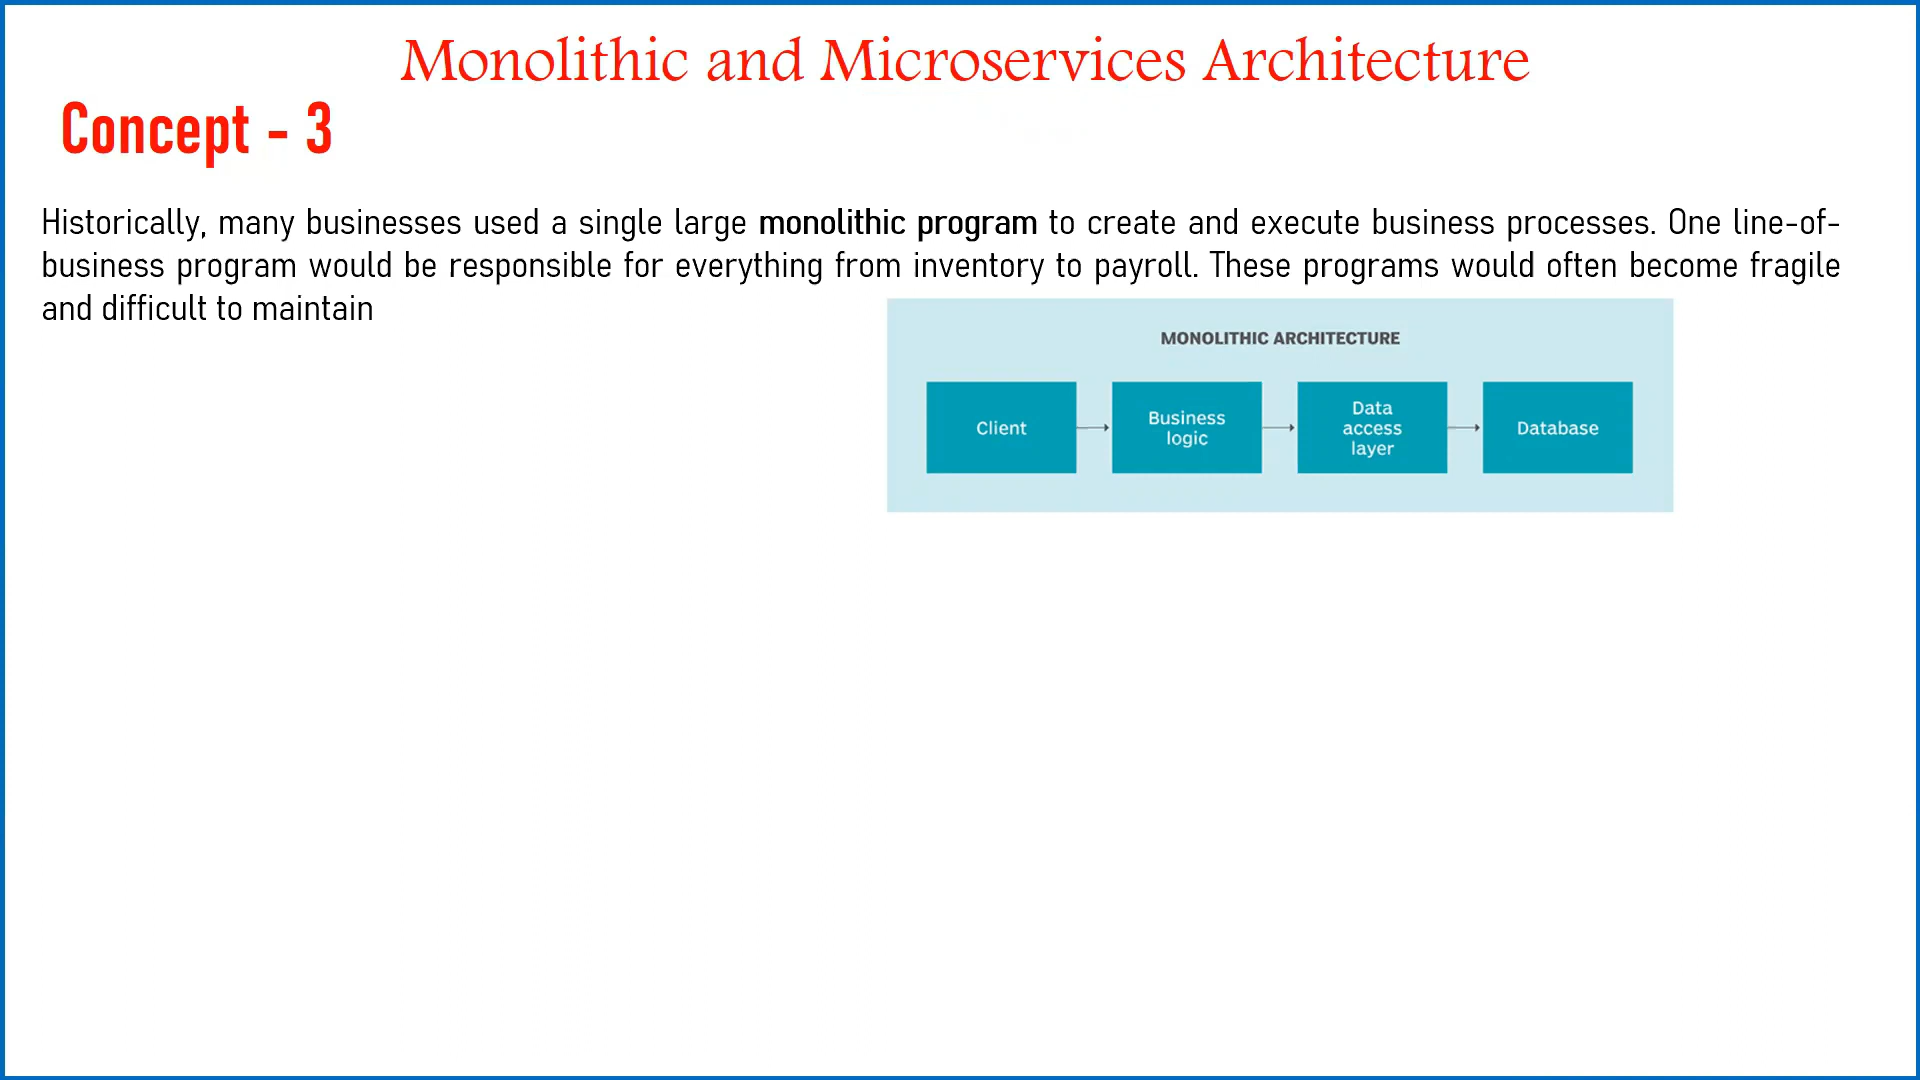 Monolithic and Microservices Architecture
Concept - 3
Historically, many businesses used a single large monolithic program to create and execute business processes. One line-of-
business program would be responsible for everything from inventory to payroll. These programs would often become fragile
and difficult to maintain
MONOLITHIC ARCHITECTURE
Client
Business
logic
Data
access
layer
Database